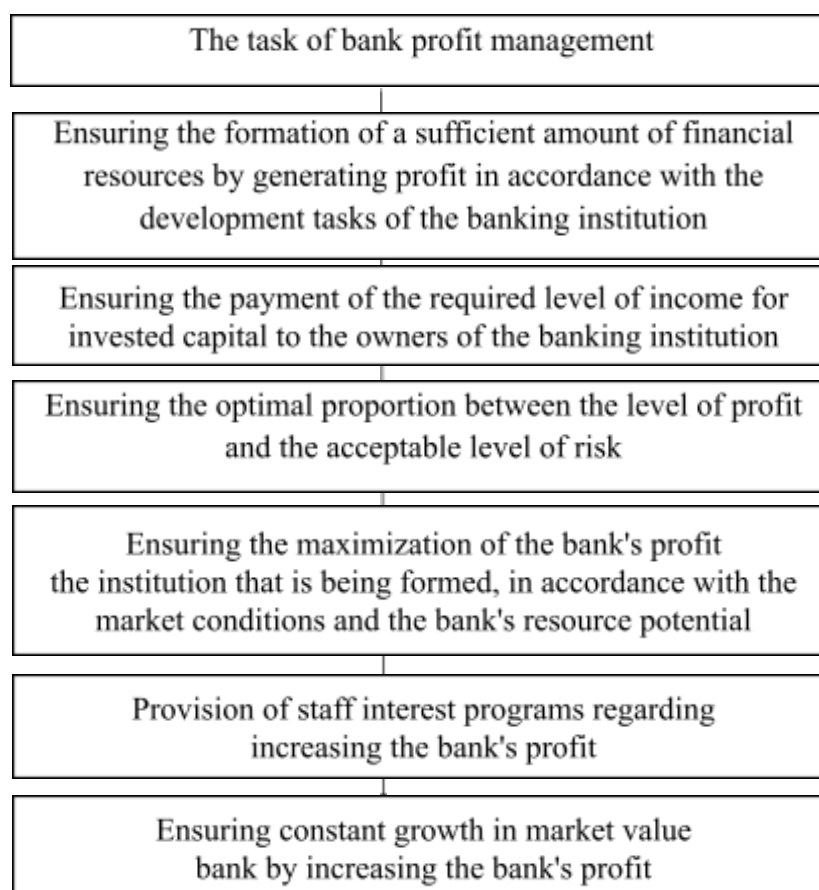 The task of bank profit management
Ensuring the formation of a sufficient amount of financial
resources by generating profit in accordance with the
development tasks of the banking institution
Ensuring the payment of the required level of income for
invested capital to the owners of the banking institution
Ensuring the optimal proportion between the level of profit
and the acceptable level of risk
Ensuring the maximization of the bank's profit
the institution that is being formed, in accordance with the
market conditions and the bank's resource potential
Provision of staff interest programs regarding
increasing the bank's profit
Ensuring constant growth in market value
bank by increasing the bank's profit